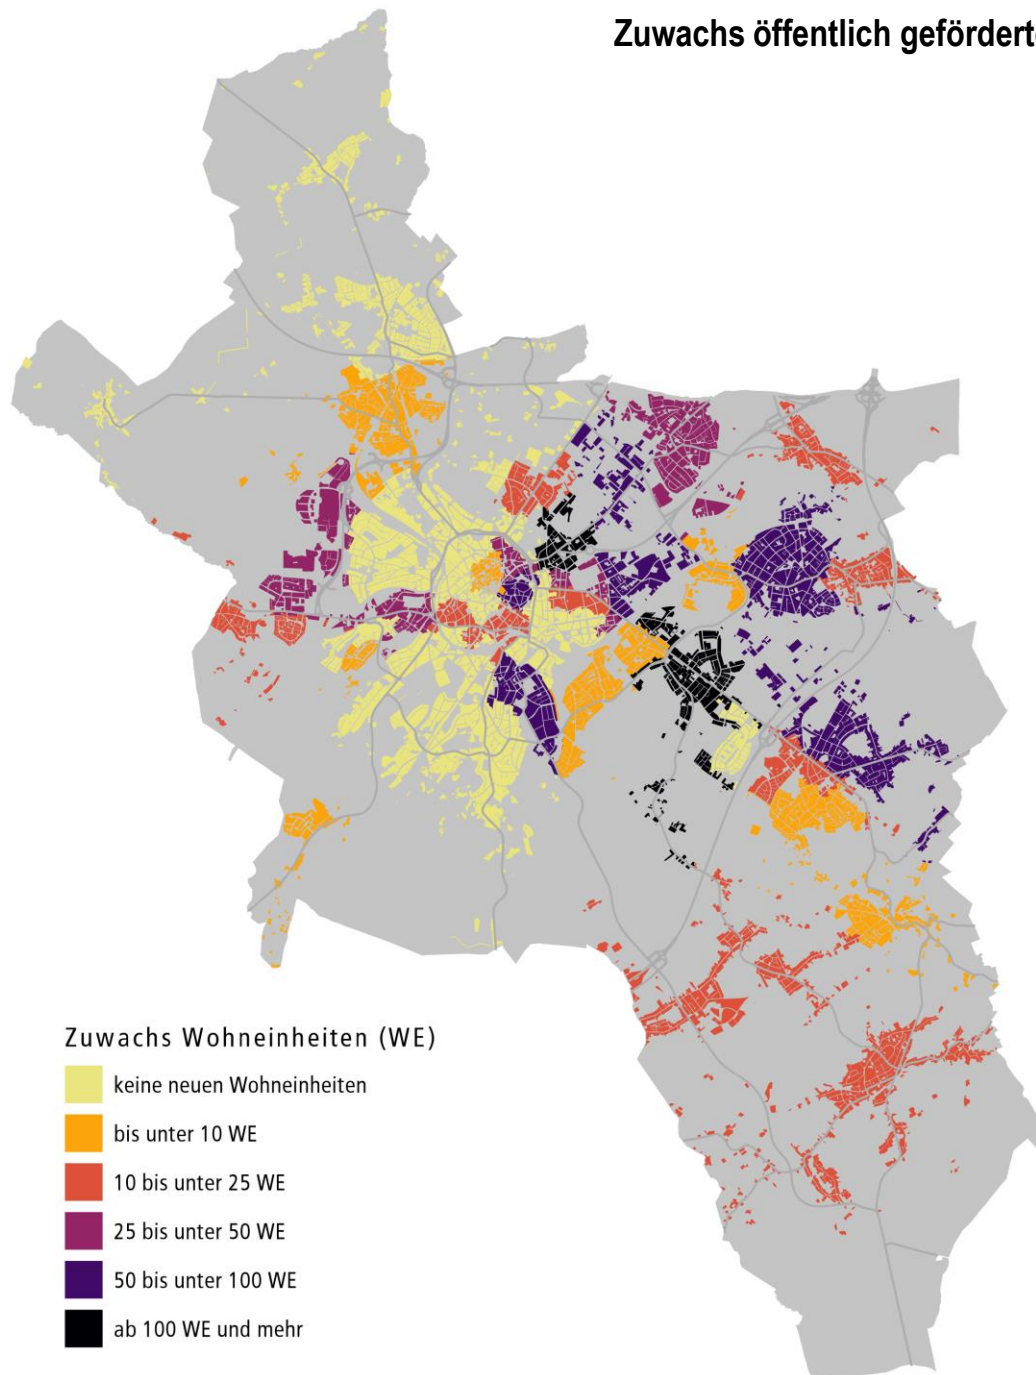 Zuwachs öffentlich geförderte
Zuwachs Wohneinheiten (WE)
keine neuen Wohneinheiten
bis unter 10 WE
10 bis unter 25 WE
25 bis unter 50 WE
50 bis unter 100 WE
ab 100 WE und mehr